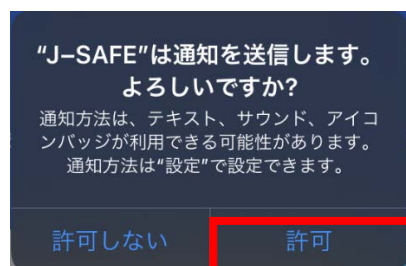 “J–SAFE”は通知を送信します。
よろしいですか?
通知方法は、テキスト、サウンド、アイコ
ンバッジが利用できる可能性があります。
通知方法は“設定”で設定できます。
許可しない
許可